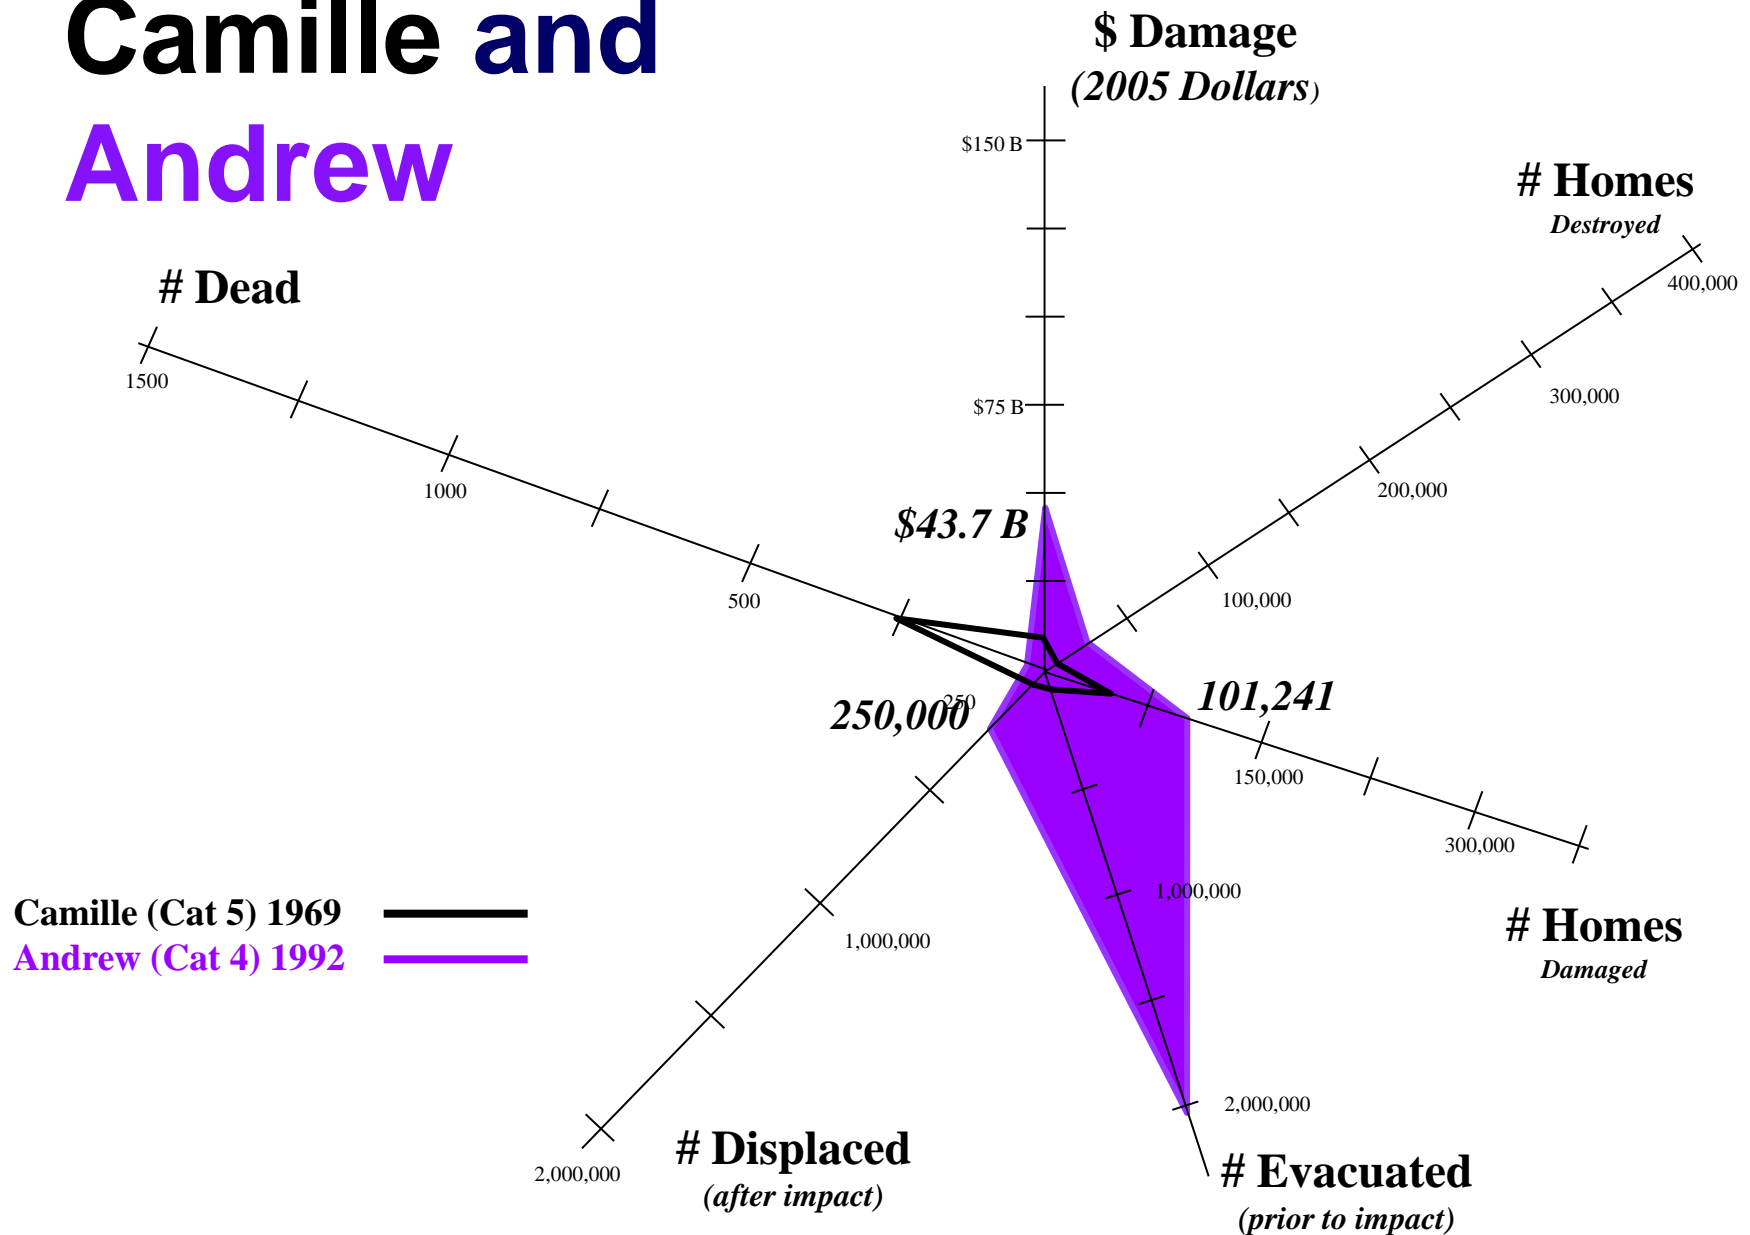 Camille and
Andrew
$ Damage
(2005 Dollars)
$150 B
$75 B
$43.7 B
# Homes
Destroyed
400,000
300,000
200,000
100,000
# Dead
1500
1000
500
250
250,000
101,241
150,000
300,000
# Homes
Damaged
1,000,000
2,000,000
# Evacuated
(prior to impact)
1,000,000
2,000,000
# Displaced
(after impact)
Camille (Cat 5) 1969
Andrew (Cat 4) 1992